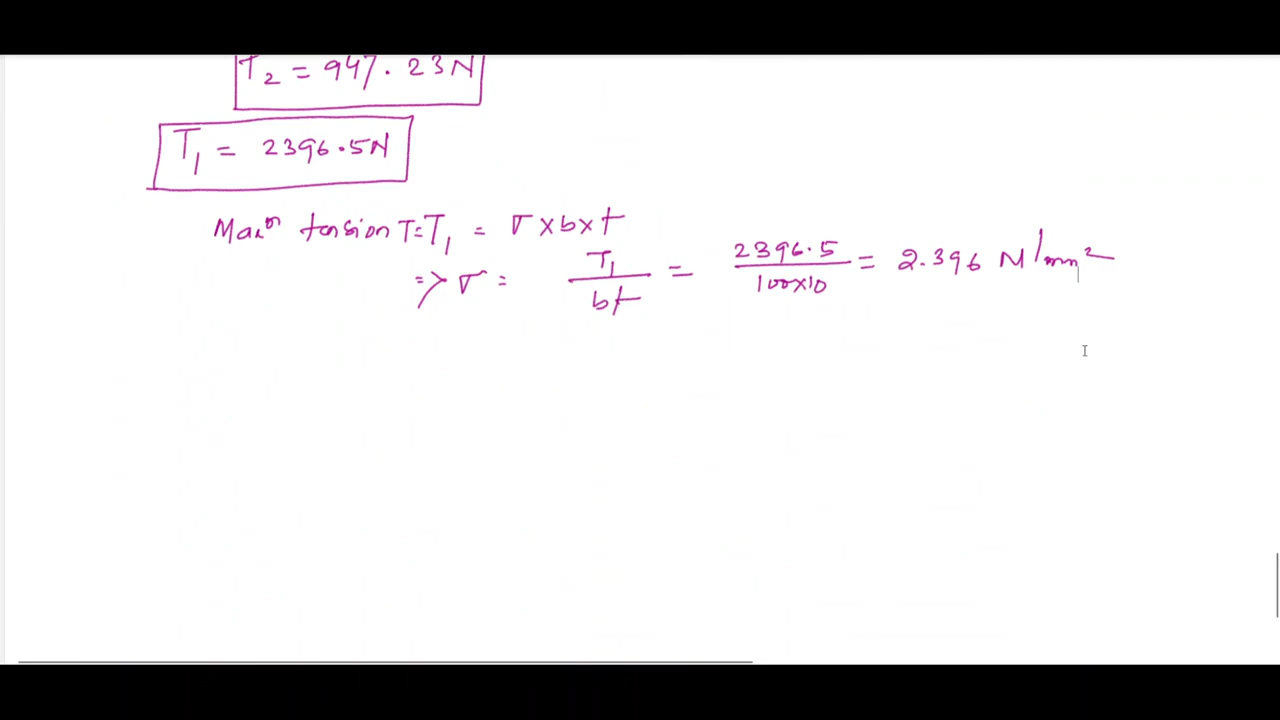 T2 = 947.23N
T1 = 2396.5N
Maxm tension T=T1 = σ×b×t
=> σ = T1/bt = 2396.5/100×10 = 2.396 N/mm²